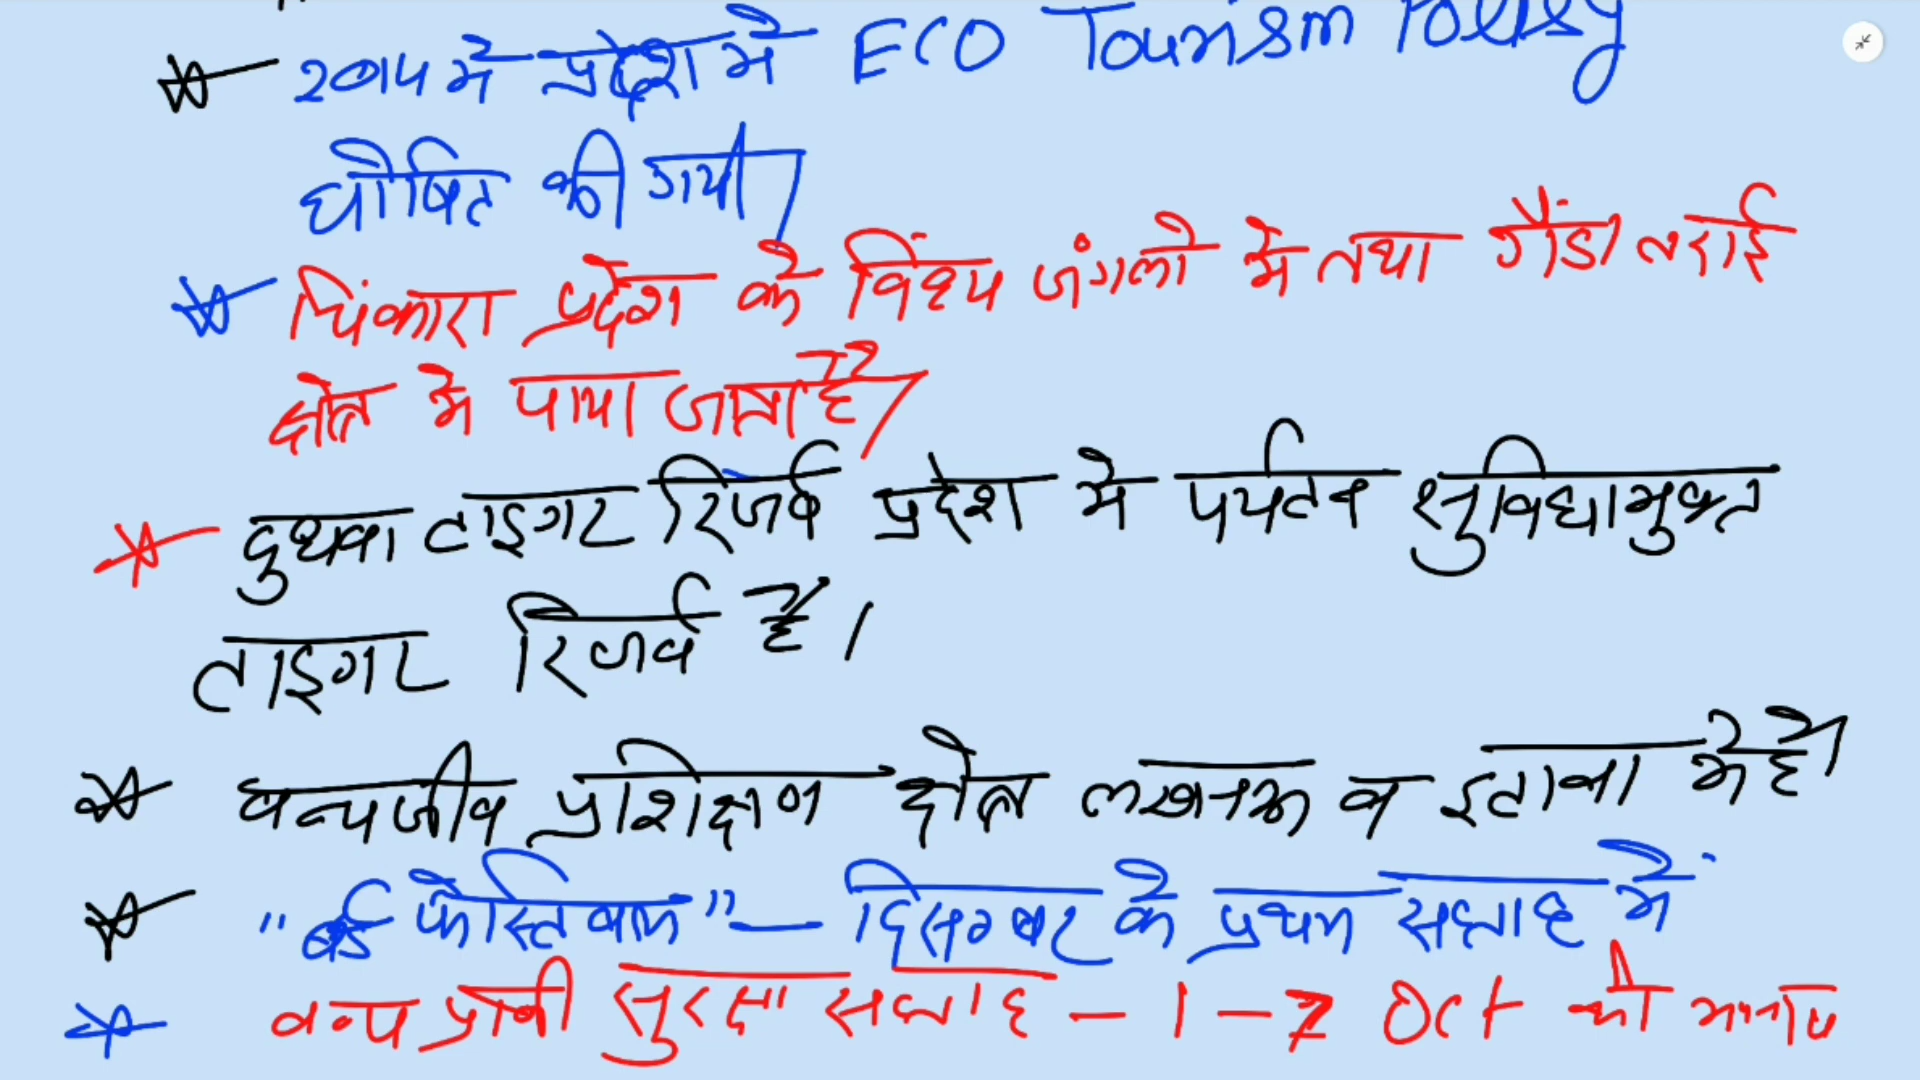 2014 में प्रदेश में ECO Tourism Policy
घोषित की गयी।
चिंकारा प्रदेश के विंध्य जंगलो में तथा गैंडा तराई
क्षेत्र में पाया जाता है।
दुधवा टाइगर रिजर्व प्रदेश में पर्यटन सुविधायुक्त
टाइगर रिजर्व है।
वन्यजीव प्रशिक्षण क्षेत्र लखनऊ व इटावा में है।
"बर्ड फेस्टिवाल" – दिसम्बर के प्रथम सप्ताह में
वन्य प्राणी सुरक्षा सप्ताह – 1 – 7 Oct को